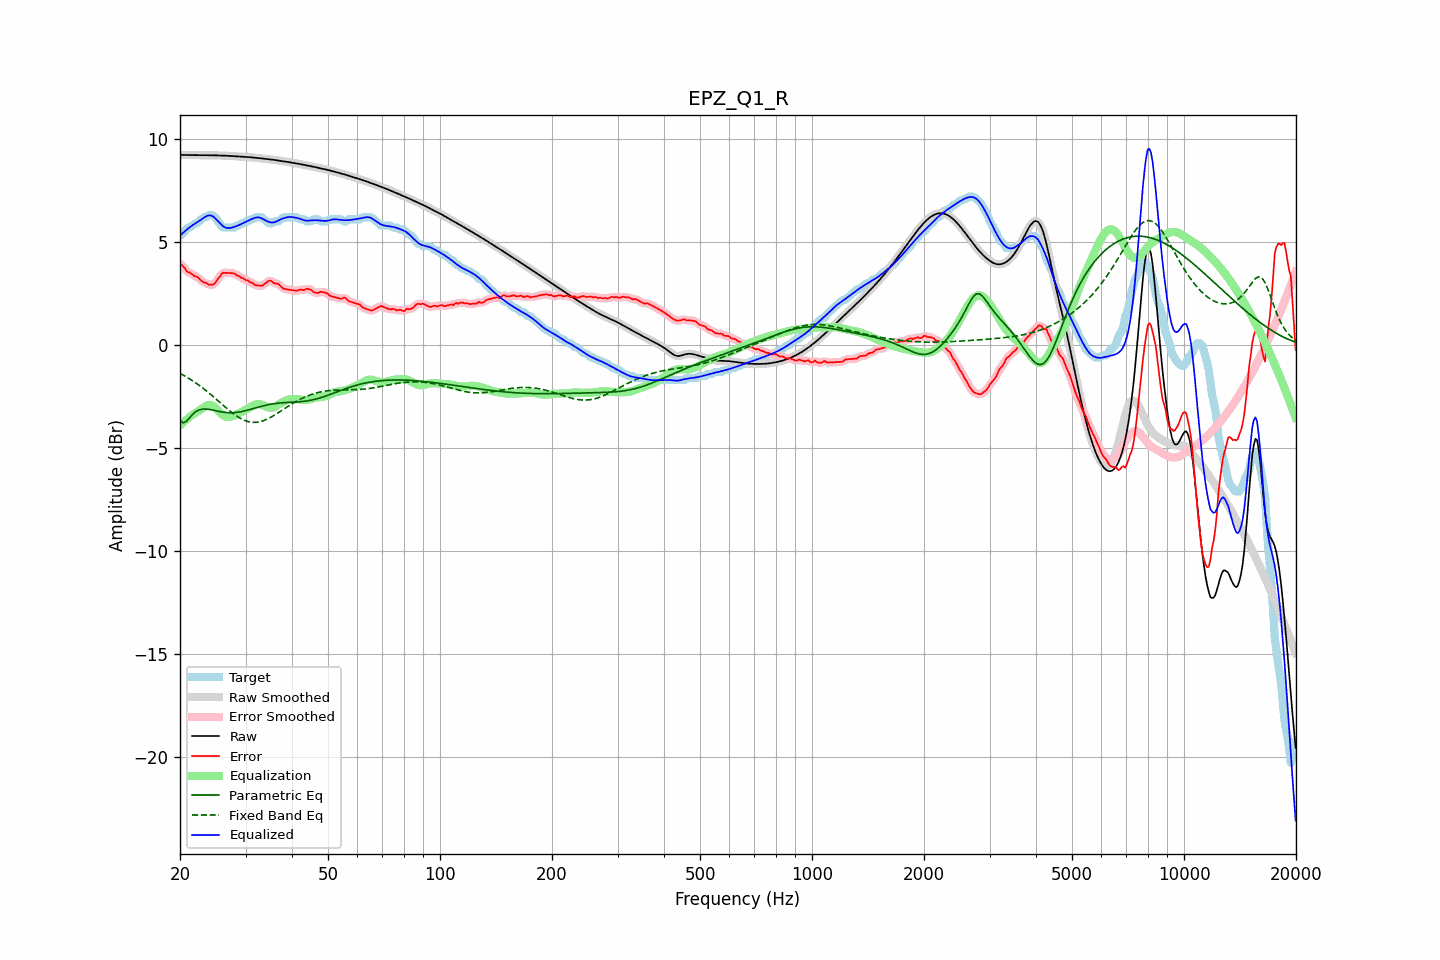 EPZ_Q1_R
Amplitude (dBr)
10
5
0
−5
−10
−15
−20
Target
Raw Smoothed
Error Smoothed
Raw
Error
Equalization
Parametric Eq
Fixed Band Eq
Equalized
20 50 100 200 500 1000 2000 5000 10000 20000
Frequency (Hz)